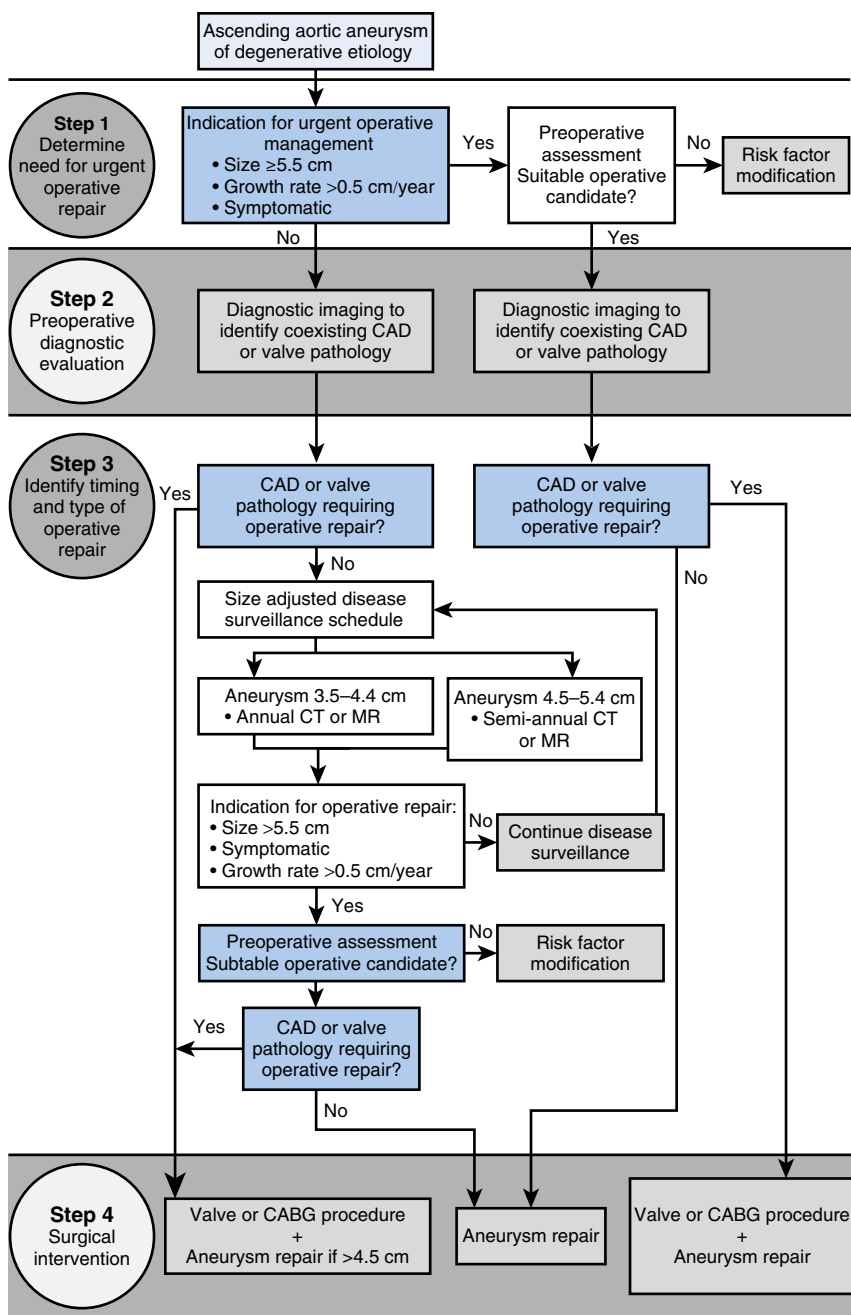 Ascending aortic aneurysm
of degenerative etiology
Step 1
Determine
need for urgent
operative
repair
Indication for urgent operative
management
• Size ≥5.5 cm
• Growth rate >0.5 cm/year
• Symptomatic
Yes
Preoperative
assessment
Suitable operative
candidate?
No
Risk factor
modification
No
Yes
Step 2
Preoperative
diagnostic
evaluation
Diagnostic imaging to
identify coexisting CAD
or valve pathology
Diagnostic imaging to
identify coexisting CAD
or valve pathology
Step 3
Identify timing
and type of
operative
repair
Yes
CAD or valve
pathology requiring
operative repair?
CAD or valve
pathology requiring
operative repair?
Yes
No
No
Size adjusted disease
surveillance schedule
Aneurysm 3.5–4.4 cm
• Annual CT or MR
Aneurysm 4.5–5.4 cm
• Semi-annual CT
or MR
Indication for operative repair:
• Size >5.5 cm
• Symptomatic
• Growth rate >0.5 cm/year
No
Continue disease
surveillance
Yes
Preoperative assessment
Subtable operative candidate?
No
Risk factor
modification
Yes
CAD or valve
pathology requiring
operative repair?
No
Step 4
Surgical
intervention
Valve or CABG procedure
+
Aneurysm repair if >4.5 cm
Aneurysm repair
Valve or CABG procedure
+
Aneurysm repair